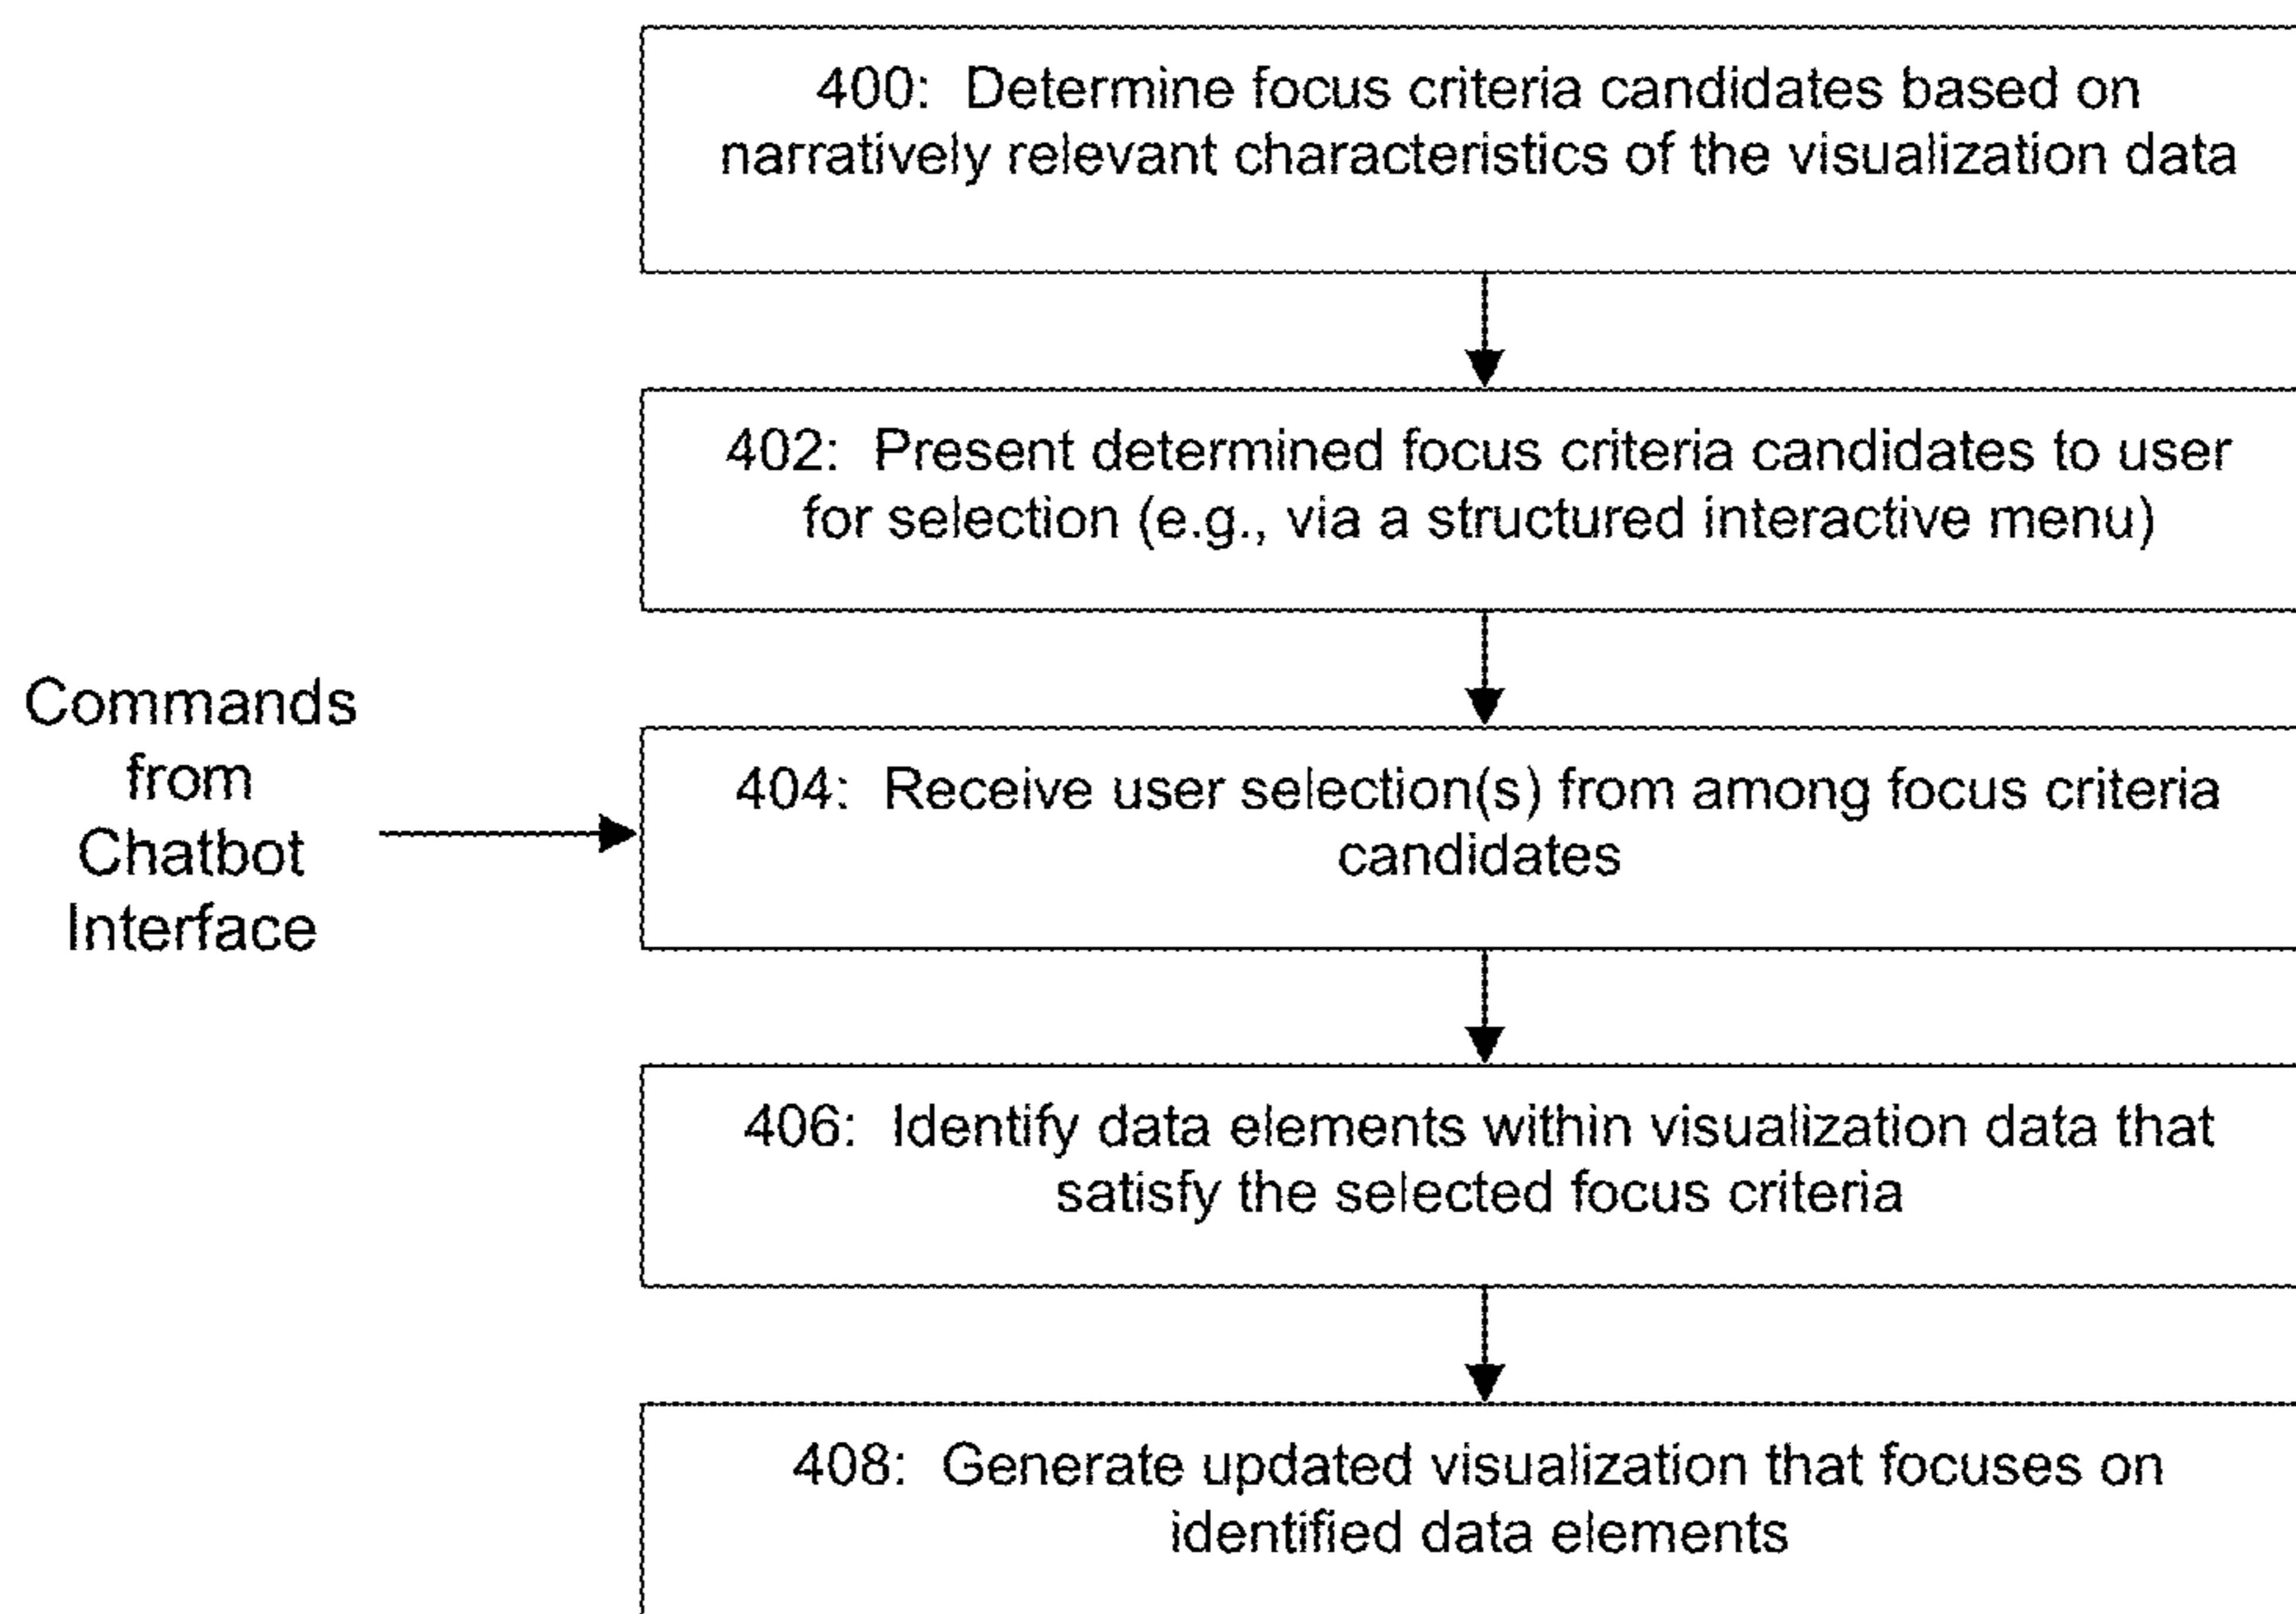 400:  Determine focus criteria candidates based on
narratively relevant characteristics of the visualization data
402:  Present determined focus criteria candidates to user
for selection (e.g., via a structured interactive menu)
Commands
from
Chatbot
Interface
404:  Receive user selection(s) from among focus criteria
candidates
406:  Identify data elements within visualization data that
satisfy the selected focus criteria
408:  Generate updated visualization that focuses on
identified data elements